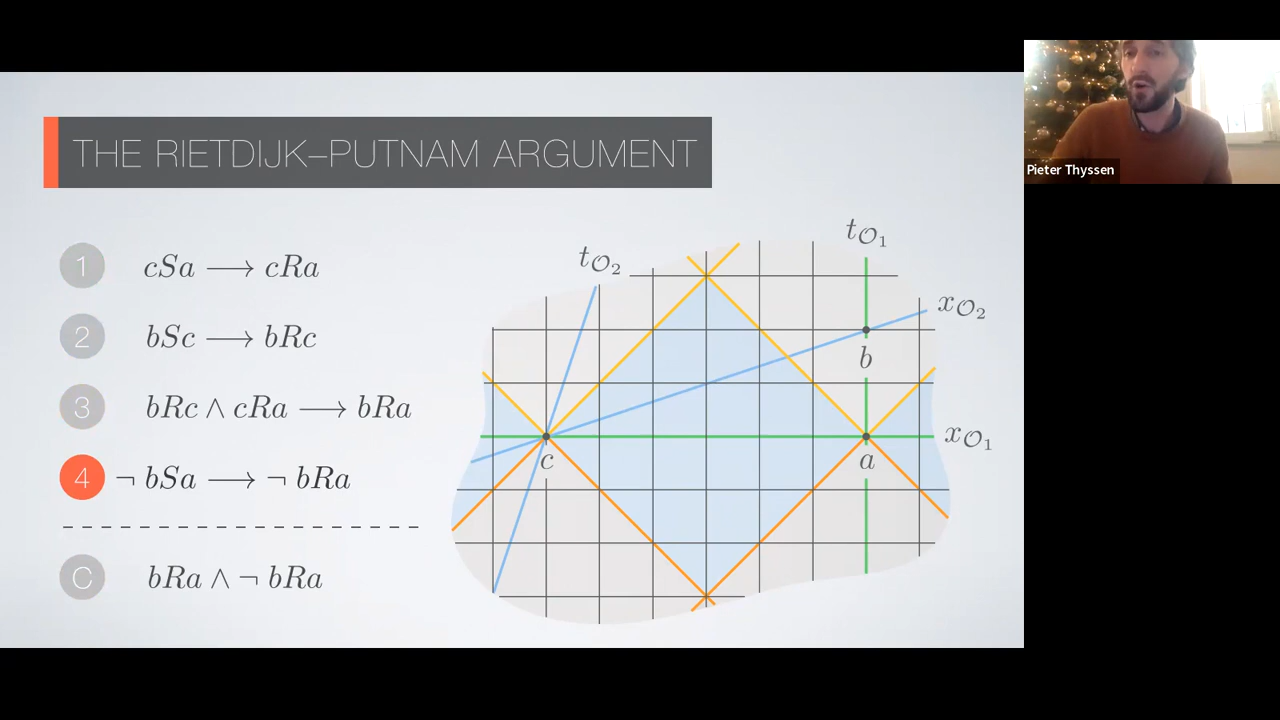 THE RIETDIJK–PUTNAM ARGUMENT
Pieter Thyssen
1 cSa ⟶ cRa
2 bSc ⟶ bRc
3 bRc ∧ cRa ⟶ bRa
4 ¬ bSa ⟶ ¬ bRa
C bRa ∧ ¬ bRa
t𝒪₁
t𝒪₂
x𝒪₂
b
x𝒪₁
c
a